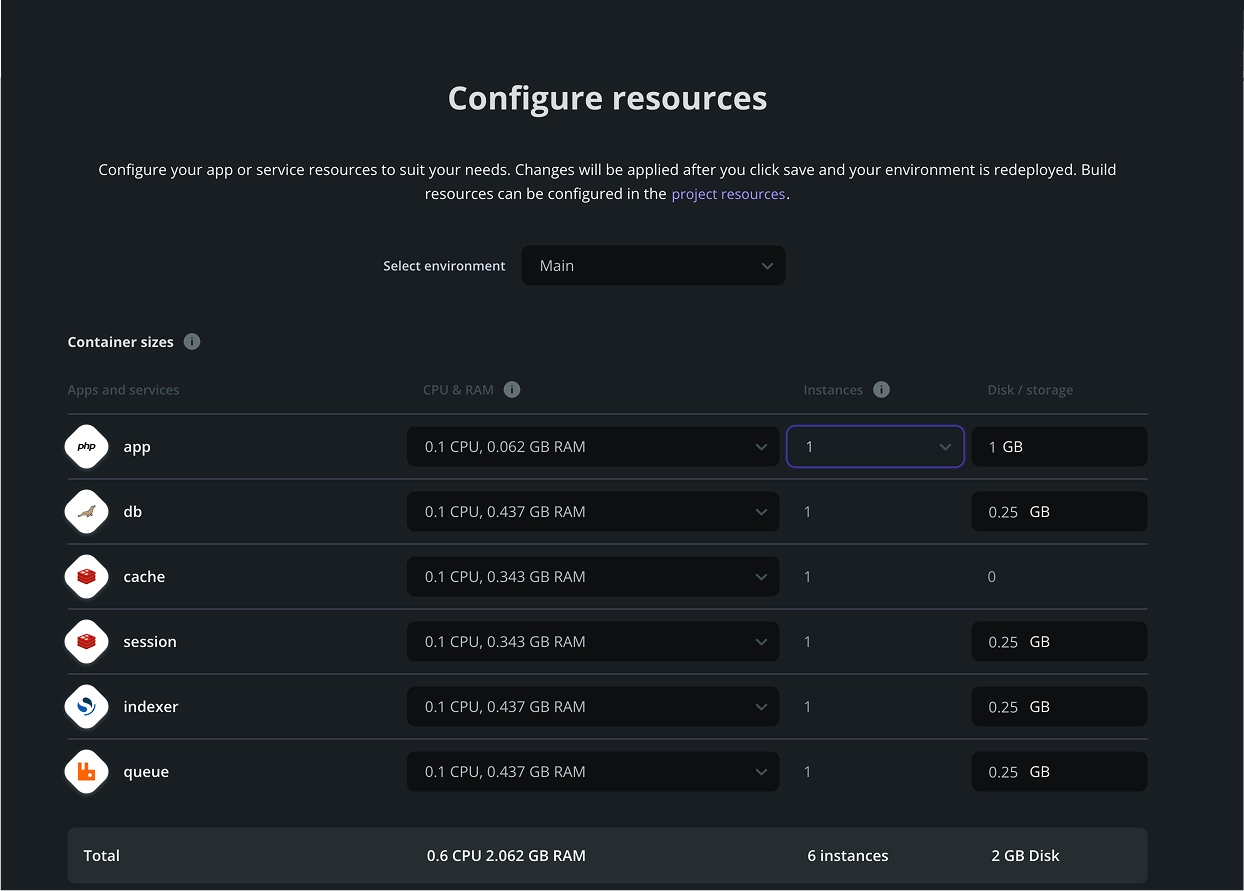 Configure resources
Configure your app or service resources to suit your needs. Changes will be applied after you click save and your environment is redeployed. Build
resources can be configured in the project resources.
Select environment Main
Container sizes i
Apps and services CPU & RAM i Instances i Disk / storage
php app 0.1 CPU, 0.062 GB RAM 1 1 GB
db 0.1 CPU, 0.437 GB RAM 1 0.25 GB
cache 0.1 CPU, 0.343 GB RAM 1 0
session 0.1 CPU, 0.343 GB RAM 1 0.25 GB
indexer 0.1 CPU, 0.437 GB RAM 1 0.25 GB
queue 0.1 CPU, 0.437 GB RAM 1 0.25 GB
Total 0.6 CPU 2.062 GB RAM 6 instances 2 GB Disk